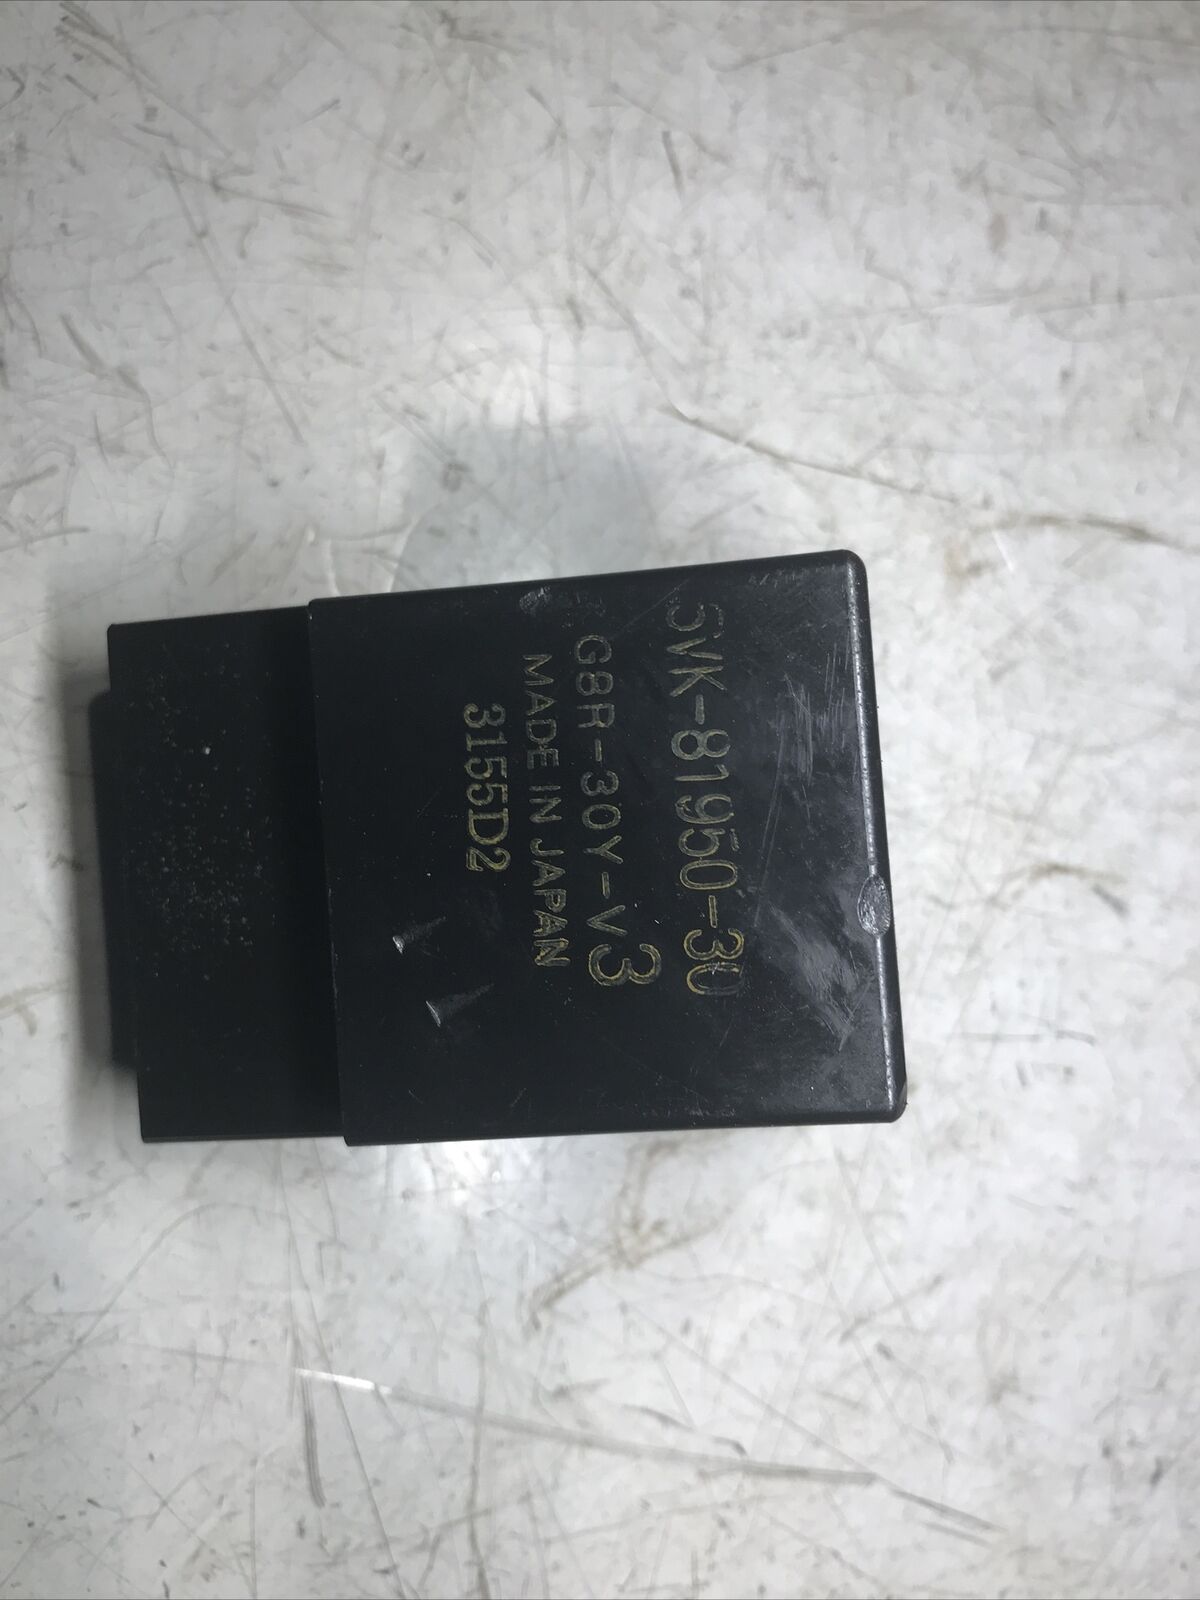 5VK-81950-30
G8R-30Y-V3
MADE IN JAPAN
3155D2